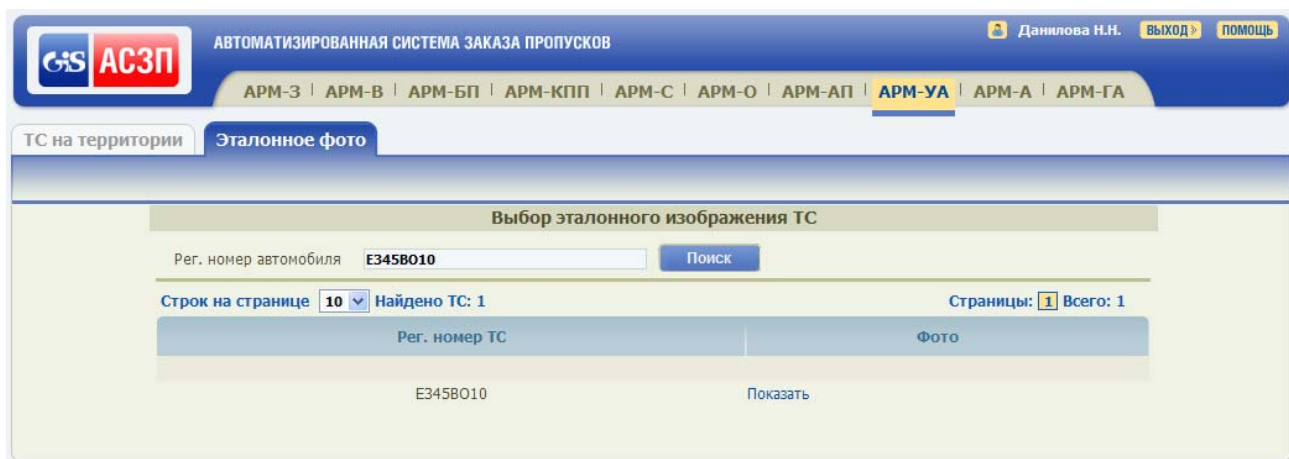 GiS АСЗП
АВТОМАТИЗИРОВАННАЯ СИСТЕМА ЗАКАЗА ПРОПУСКОВ
Данилова Н.Н. ВЫХОД ПОМОЩЬ
АРМ-З | АРМ-В | АРМ-БП | АРМ-КПП | АРМ-С | АРМ-О | АРМ-АП | АРМ-УА | АРМ-А | АРМ-ГА
ТС на территории Эталонное фото
Выбор эталонного изображения ТС
Рег. номер автомобиля Е345ВО10 Поиск
Строк на странице 10 Найдено ТС: 1 Страницы: 1 Всего: 1
Рег. номер ТС Фото
Е345ВО10 Показать